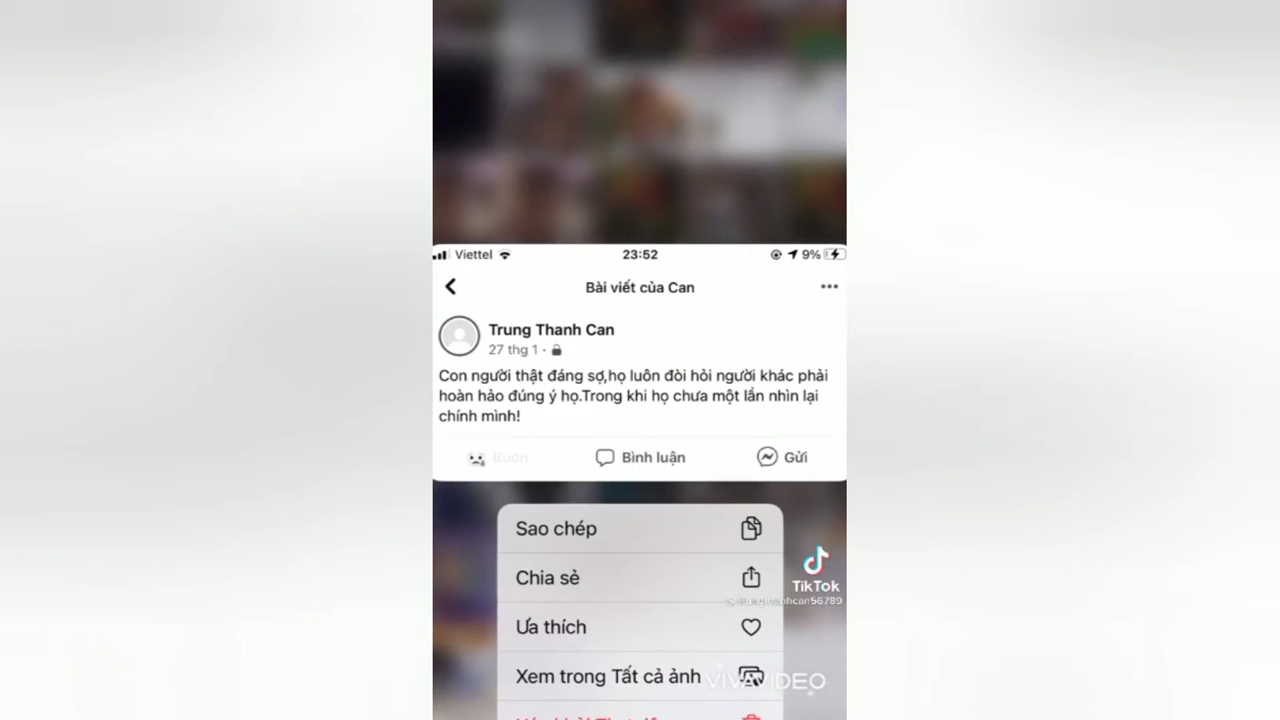 Viettel 23:52 9%
Bài viết của Can
Trung Thanh Can
27 thg 1 ·
Con người thật đáng sợ,họ luôn đòi hỏi người khác phải
hoàn hảo đúng ý họ.Trong khi họ chưa một lần nhìn lại
chính mình!
Buồn Bình luận Gửi
Sao chép
Chia sẻ
TikTok
Ưa thích
Xem trong Tất cả ảnh
VIVAVIDEO